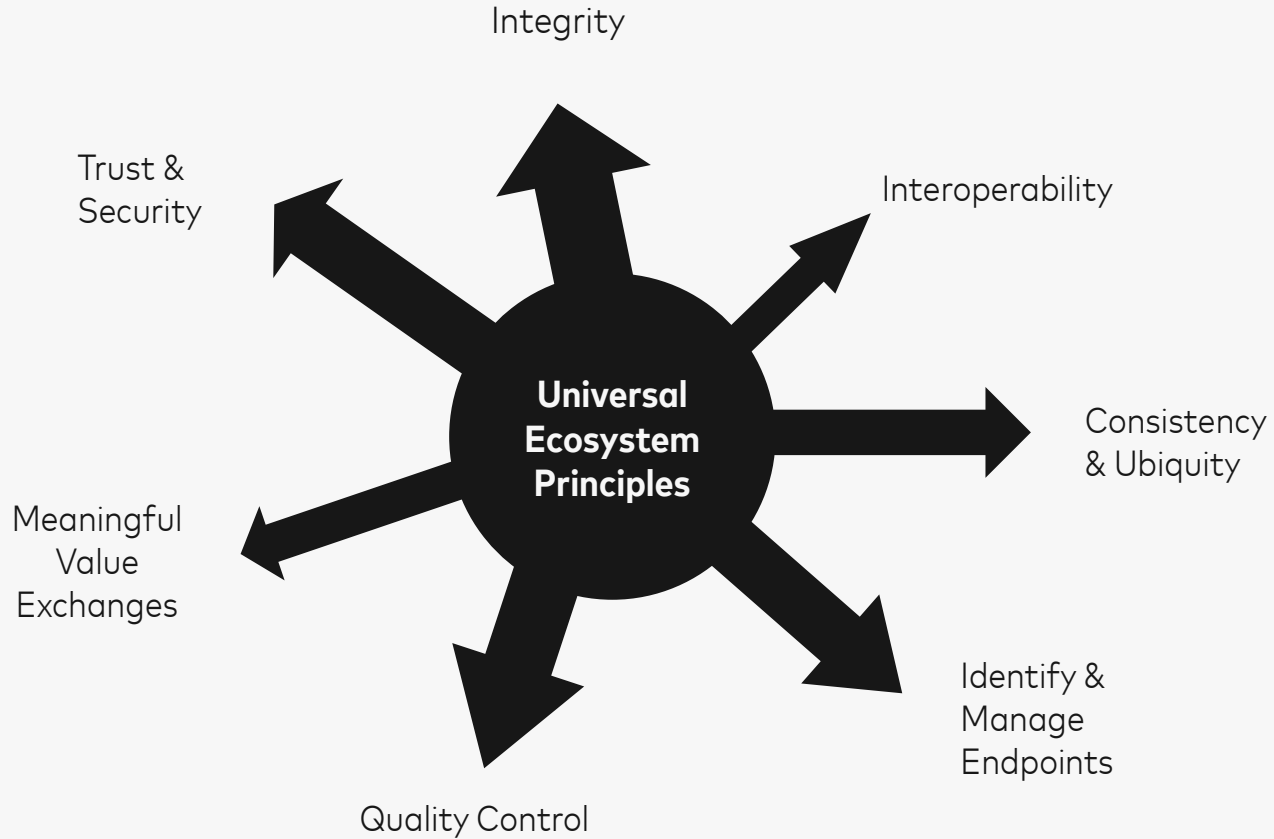 Integrity
Trust &
Security
Interoperability
Universal
Ecosystem
Principles
Consistency
& Ubiquity
Meaningful
Value
Exchanges
Identify &
Manage
Endpoints
Quality Control